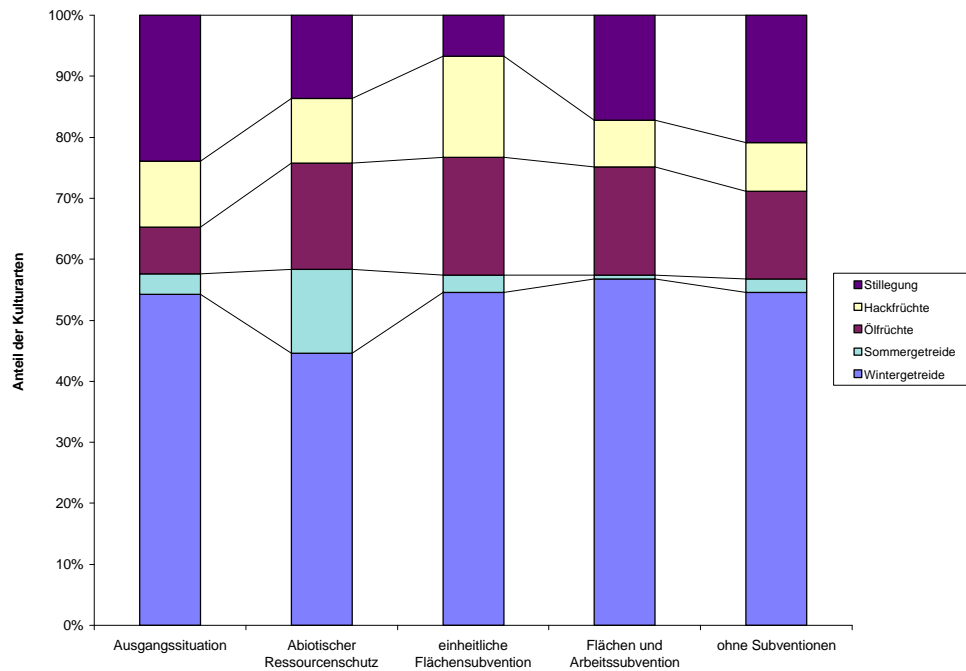 100%
90%
80%
70%
60%
50%
40%
30%
20%
10%
0%
Anteil der Kulturarten
Ausgangssituation
Abiotischer
Ressourcenschutz
einheitliche
Flächensubvention
Flächen und
Arbeitssubvention
ohne Subventionen
Stillegung
Hackfrüchte
Ölfrüchte
Sommergetreide
Wintergetreide